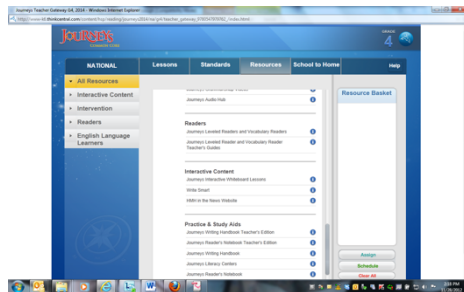 Journeys Teacher Gateway G4, 2014 - Windows Internet Explorer
JOURNEYS
Common Core
GRADE
4
NATIONAL
Lessons
Standards
Resources
School to Home
Help
All Resources
Interactive Content
Intervention
Readers
English Language
Learners
Journeys Audio Hub
Readers
Journeys Leveled Readers and Vocabulary Readers
Journeys Leveled Reader and Vocabulary Reader
Teacher's Guides
Interactive Content
Journeys Interactive Whiteboard Lessons
Write Smart
HMH in the News Website
Practice & Study Aids
Journeys Writing Handbook Teacher's Edition
Journeys Reader's Notebook Teacher's Edition
Journeys Writing Handbook
Journeys Literacy Centers
Journeys Reader's Notebook
Resource Basket
Assign
Schedule
Clear All